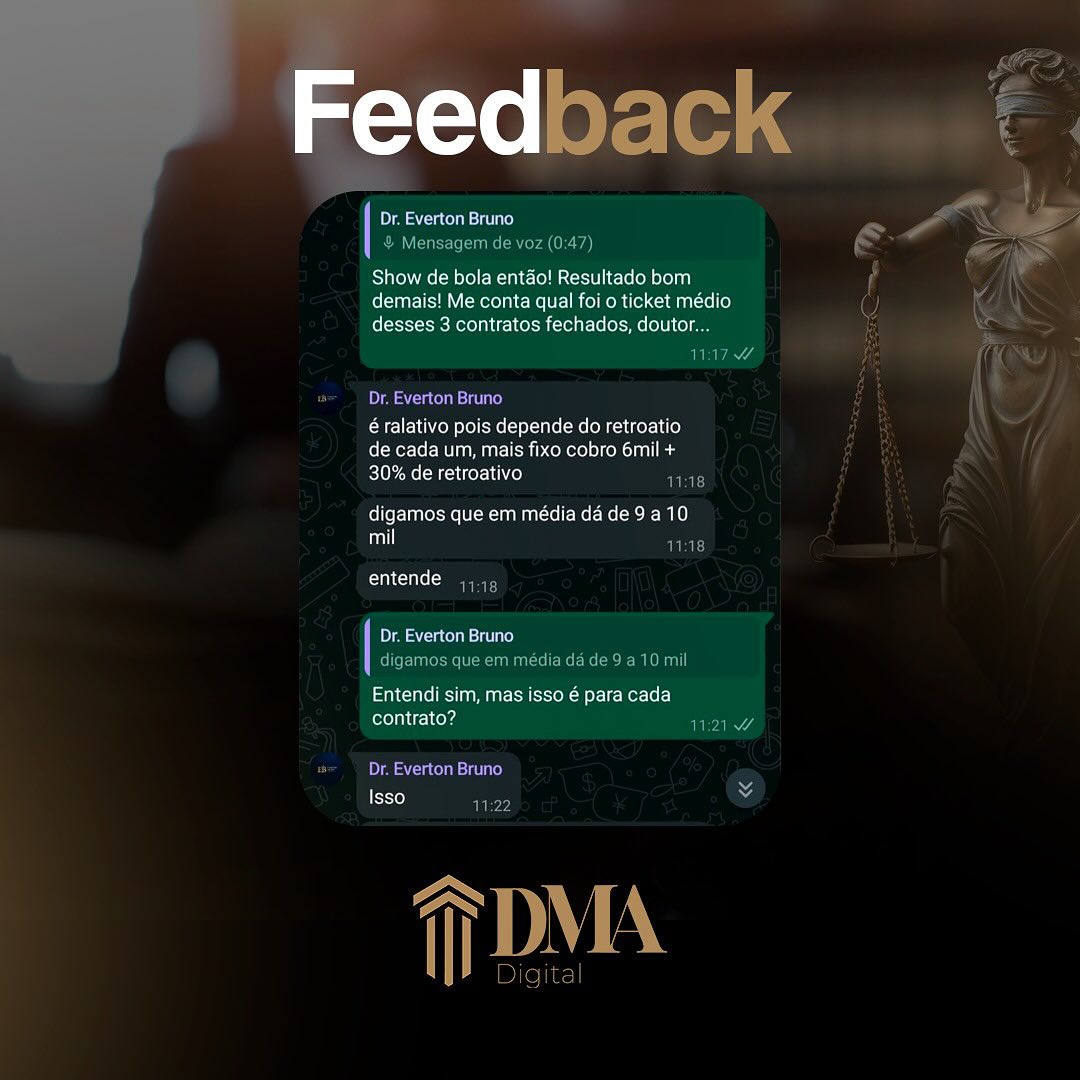 Feedback
Dr. Everton Bruno
Mensagem de voz (0:47)
Show de bola então! Resultado bom
demais! Me conta qual foi o ticket médio
desses 3 contratos fechados, doutor...
11:17
Dr. Everton Bruno
é ralativo pois depende do retroatio
de cada um, mais fixo cobro 6mil +
30% de retroativo
11:18
digamos que em média dá de 9 a 10
mil
11:18
entende 11:18
Dr. Everton Bruno
digamos que em média dá de 9 a 10 mil
Entendi sim, mas isso é para cada
contrato?
11:21
Dr. Everton Bruno
Isso 11:22
DMA
Digital